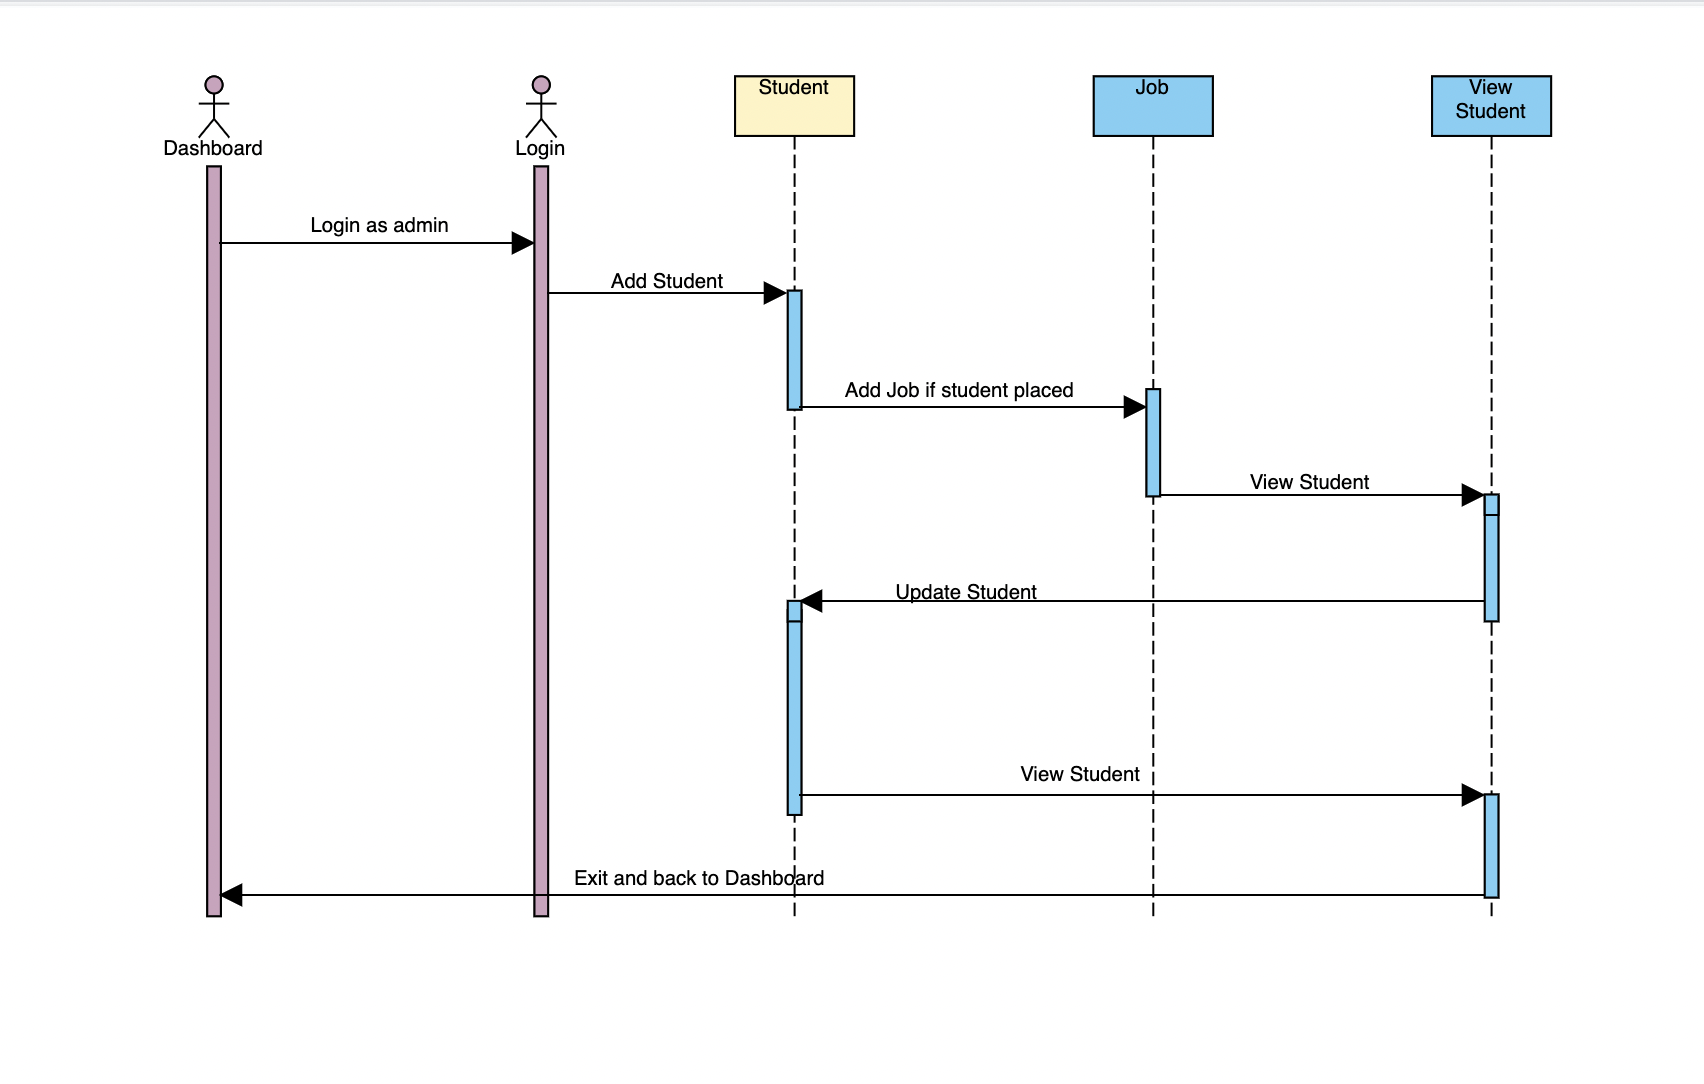 Dashboard
Login
Student
Job
View
Student
Login as admin
Add Student
Add Job if student placed
View Student
Update Student
View Student
Exit and back to Dashboard